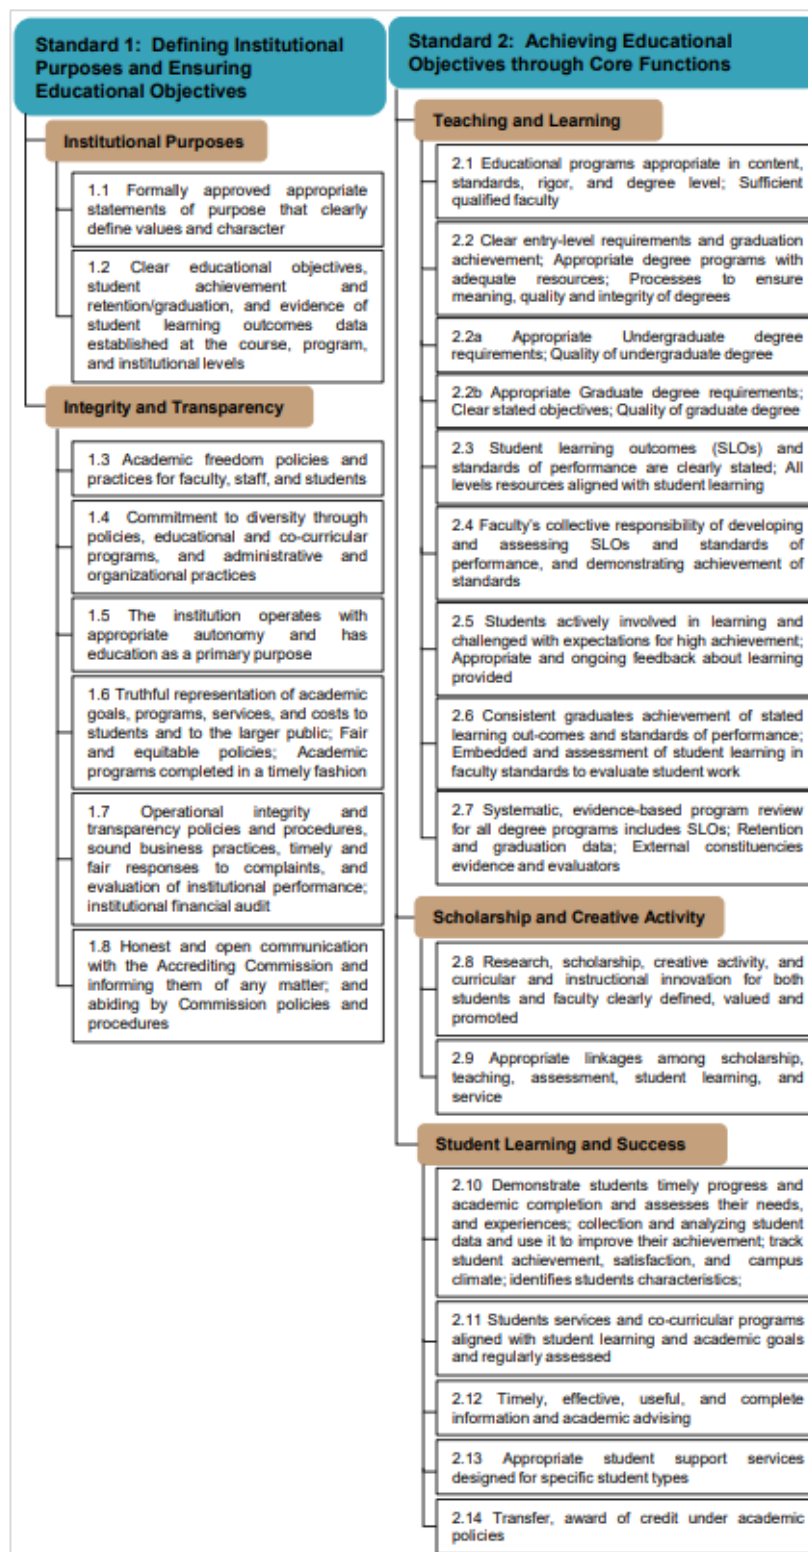 Standard 1: Defining Institutional
Purposes and Ensuring
Educational Objectives
Institutional Purposes
1.1 Formally approved appropriate
statements of purpose that clearly
define values and character
1.2 Clear educational objectives,
student achievement and
retention/graduation, and evidence of
student learning outcomes data
established at the course, program,
and institutional levels
Integrity and Transparency
1.3 Academic freedom policies and
practices for faculty, staff, and students
1.4 Commitment to diversity through
policies, educational and co-curricular
programs, and administrative and
organizational practices
1.5 The institution operates with
appropriate autonomy and has
education as a primary purpose
1.6 Truthful representation of academic
goals, programs, services, and costs to
students and to the larger public; Fair
and equitable policies; Academic
programs completed in a timely fashion
1.7 Operational integrity and
transparency policies and procedures,
sound business practices, timely and
fair responses to complaints, and
evaluation of institutional performance;
institutional financial audit
1.8 Honest and open communication
with the Accrediting Commission and
informing them of any matter; and
abiding by Commission policies and
procedures
Standard 2: Achieving Educational
Objectives through Core Functions
Teaching and Learning
2.1 Educational programs appropriate in content,
standards, rigor, and degree level; Sufficient
qualified faculty
2.2 Clear entry-level requirements and graduation
achievement; Appropriate degree programs with
adequate resources; Processes to ensure
meaning, quality and integrity of degrees
2.2a Appropriate Undergraduate degree
requirements; Quality of undergraduate degree
2.2b Appropriate Graduate degree requirements;
Clear stated objectives; Quality of graduate degree
2.3 Student learning outcomes (SLOs) and
standards of performance are clearly stated; All
levels resources aligned with student learning
2.4 Faculty's collective responsibility of developing
and assessing SLOs and standards of
performance, and demonstrating achievement of
standards
2.5 Students actively involved in learning and
challenged with expectations for high achievement;
Appropriate and ongoing feedback about learning
provided
2.6 Consistent graduates achievement of stated
learning out-comes and standards of performance;
Embedded and assessment of student learning in
faculty standards to evaluate student work
2.7 Systematic, evidence-based program review
for all degree programs includes SLOs; Retention
and graduation data; External constituencies
evidence and evaluators
Scholarship and Creative Activity
2.8 Research, scholarship, creative activity, and
curricular and instructional innovation for both
students and faculty clearly defined, valued and
promoted
2.9 Appropriate linkages among scholarship,
teaching, assessment, student learning, and
service
Student Learning and Success
2.10 Demonstrate students timely progress and
academic completion and assesses their needs,
and experiences; collection and analyzing student
data and use it to improve their achievement; track
student achievement, satisfaction, and campus
climate; identifies students characteristics;
2.11 Students services and co-curricular programs
aligned with student learning and academic goals
and regularly assessed
2.12 Timely, effective, useful, and complete
information and academic advising
2.13 Appropriate student support services
designed for specific student types
2.14 Transfer, award of credit under academic
policies